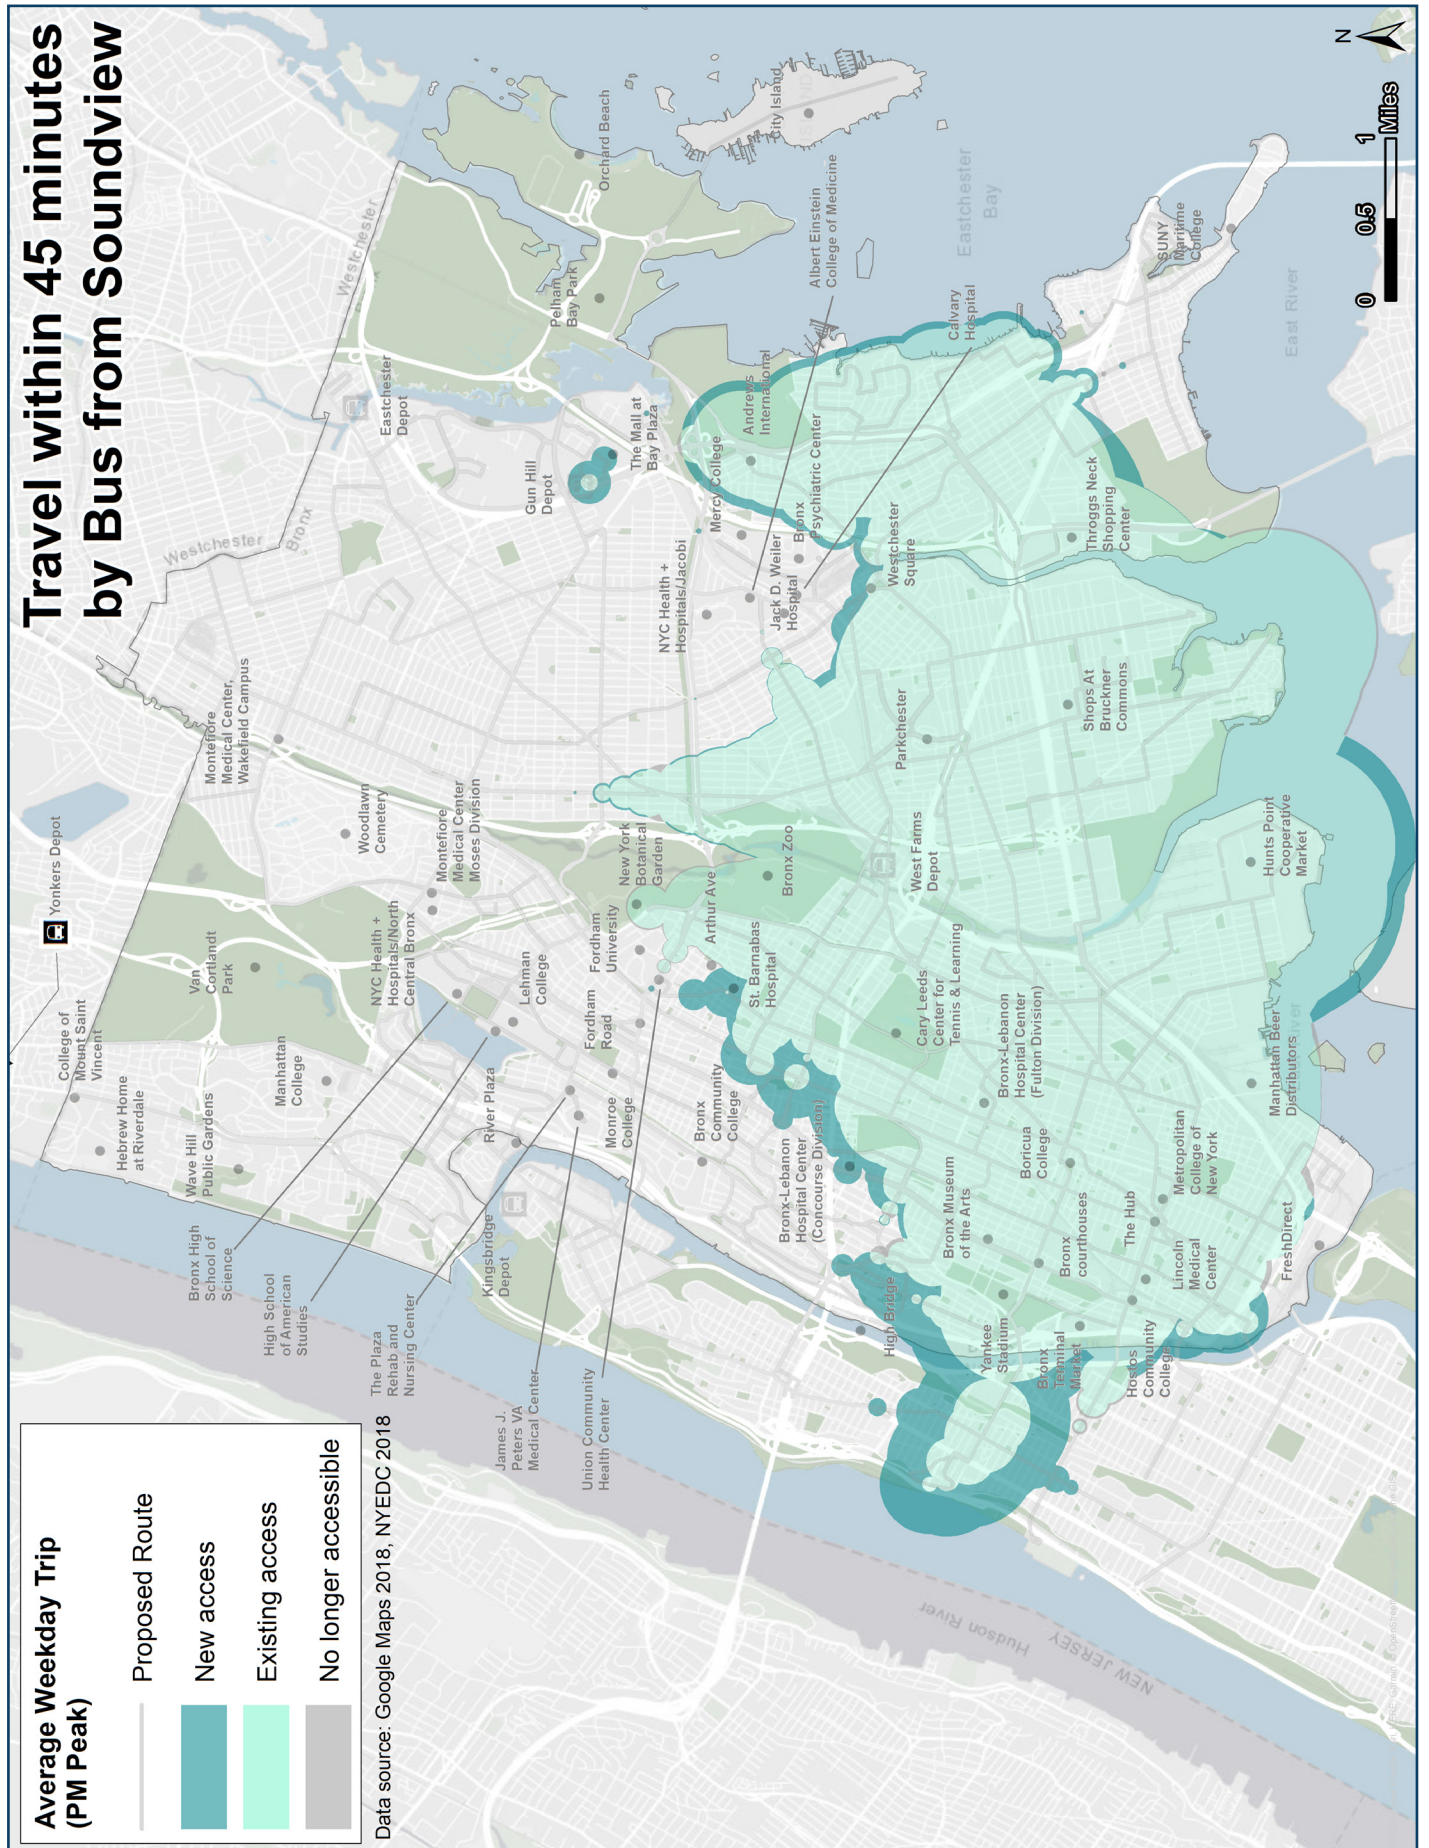 Travel within 45 minutes
by Bus from Soundview
Average Weekday Trip
(PM Peak)
Proposed Route
New access
Existing access
No longer accessible
Data source: Google Maps 2018, NYEDC 2018
Yonkers Depot
College of
Mount Saint
Vincent
Hebrew Home
at Riverdale
Wave Hill
Public Gardens
Van
Cortlandt
Park
Manhattan
College
Montefiore
Medical Center,
Wakefield Campus
Woodlawn
Cemetery
Montefiore
Medical Center
Moses Division
NYC Health +
Hospitals/North
Central Bronx
Lehman
College
Bronx High
School of
Science
High School
of American
Studies
The Plaza
Rehab and
Nursing Center
Kingsbridge
Depot
River Plaza
James J.
Peters VA
Medical Center
Union Community
Health Center
Monroe
College
Fordham
Road
Fordham
University
New York
Botanical
Garden
Arthur Ave
Bronx Zoo
St. Barnabas
Hospital
Bronx
Community
College
Bronx-Lebanon
Hospital Center
(Concourse Division)
High Bridge
Westchester
Bronx
Westchester
Eastchester
Depot
Gun Hill
Depot
The Mall at
Bay Plaza
Pelham
Bay Park
Orchard Beach
City Island
Albert Einstein
College of Medicine
Calvary
Hospital
Andrews
International
Mercy College
Bronx
Psychiatric Center
NYC Health +
Hospitals/Jacobi
Jack D. Weiler
Hospital
Westchester
Square
Eastchester
Bay
SUNY
Maritime
College
East River
Throggs Neck
Shopping
Center
Parkchester
Shops At
Bruckner
Commons
West Farms
Depot
Hunts Point
Cooperative
Market
Cary Leeds
Center for
Tennis & Learning
Bronx-Lebanon
Hospital Center
(Fulton Division)
Manhattan Beer
Distributors
Boricua
College
Metropolitan
College of
New York
Bronx Museum
of the Arts
Bronx
courthouses
The Hub
Lincoln
Medical
Center
FreshDirect
Yankee
Stadium
Bronx
Terminal
Market
Hostos
Community
College
Hudson River
NEW JERSEY
N
0 0.5 1
Miles